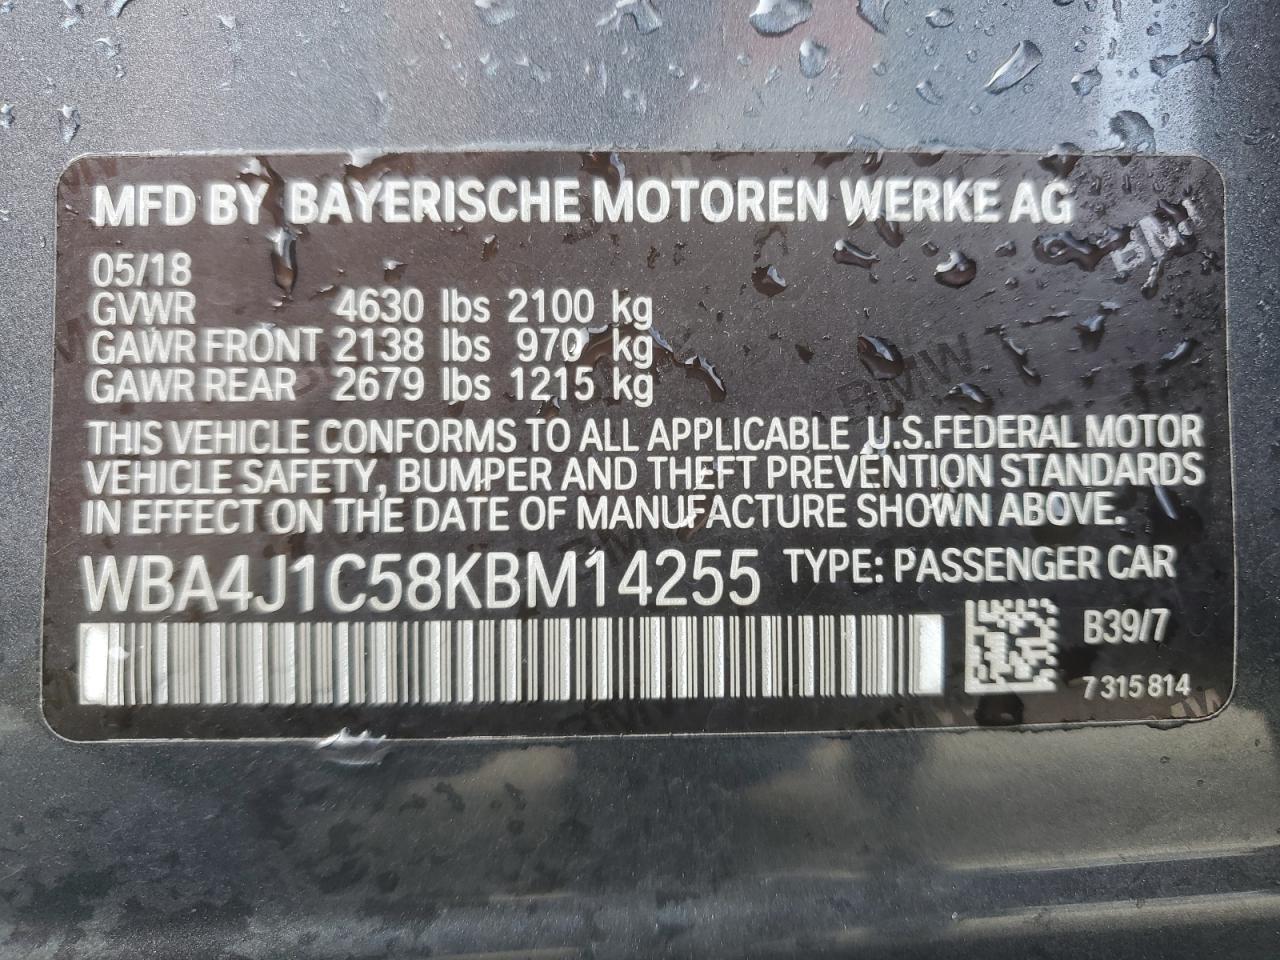 MFD BY BAYERISCHE MOTOREN WERKE AG
05/18
GVWR 4630 lbs 2100 kg
GAWR FRONT 2138 lbs 970 kg
GAWR REAR 2679 lbs 1215 kg
THIS VEHICLE CONFORMS TO ALL APPLICABLE U.S.FEDERAL MOTOR
VEHICLE SAFETY, BUMPER AND THEFT PREVENTION STANDARDS
IN EFFECT ON THE DATE OF MANUFACTURE SHOWN ABOVE.
WBA4J1C58KBM14255 TYPE: PASSENGER CAR
B39/7
7 315 814
BMW
BMW